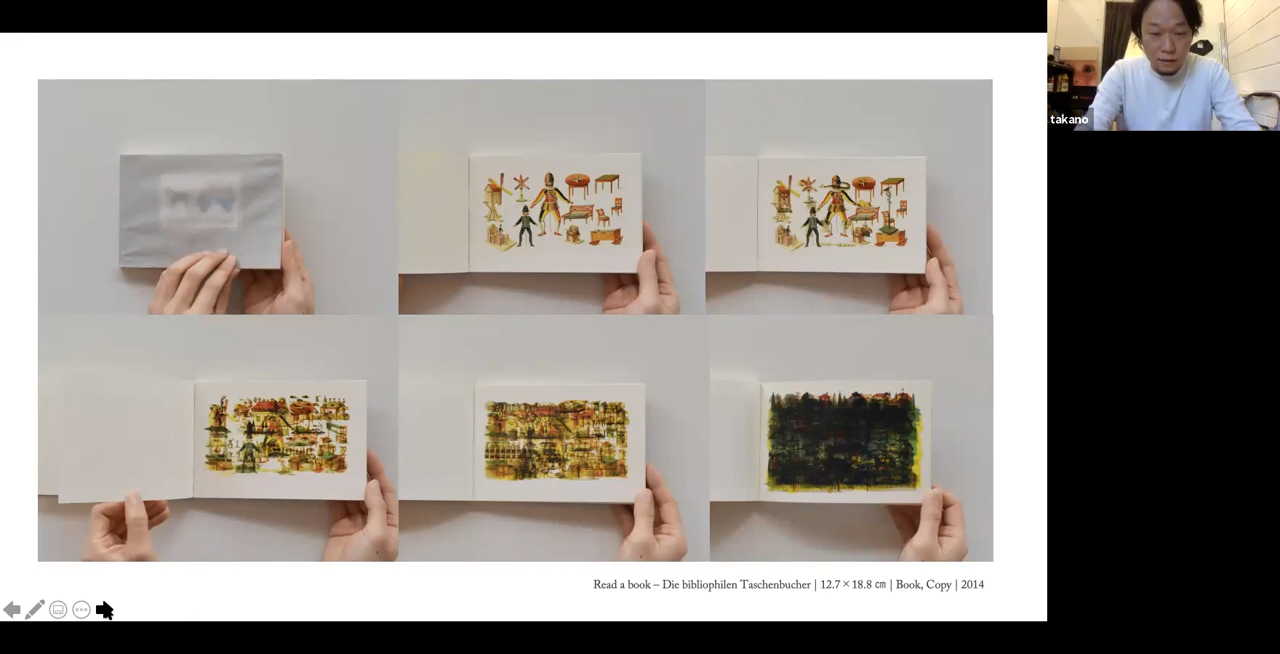 takano
Read a book – Die bibliophilen Taschenbucher | 12.7 × 18.8 ㎝ | Book, Copy | 2014